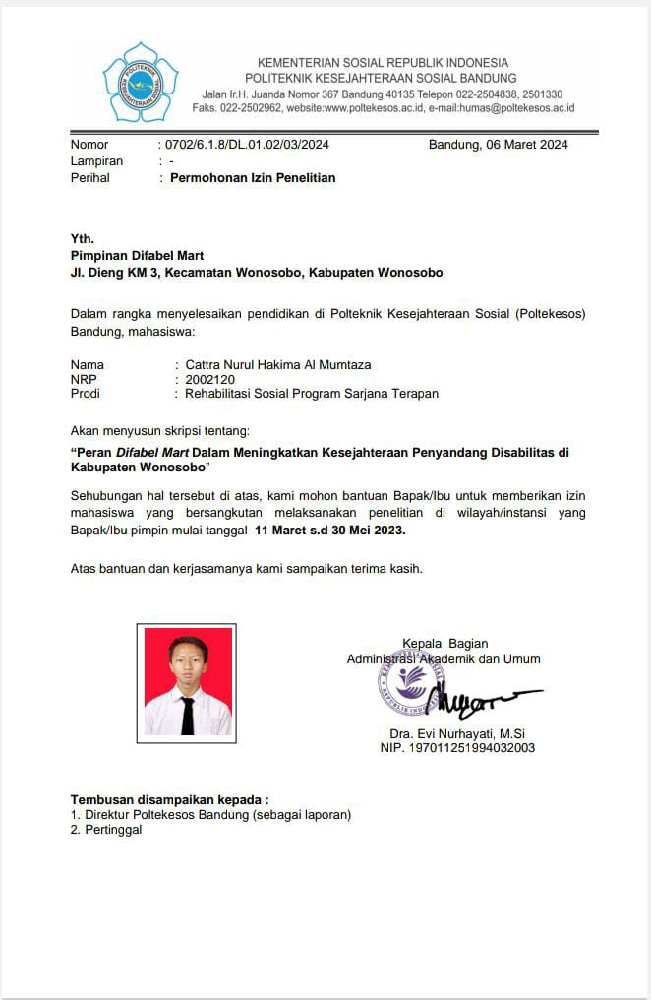 KEMENTERIAN SOSIAL REPUBLIK INDONESIA
POLITEKNIK KESEJAHTERAAN SOSIAL BANDUNG
Jalan Ir.H. Juanda Nomor 367 Bandung 40135 Telepon 022-2504838, 2501330
Faks. 022-2502962, website:www.poltekesos.ac.id, e-mail:humas@poltekesos.ac.id
POLITEKNIK
KESEJAHTERAAN SOSIAL
BANDUNG
Nomor : 0702/6.1.8/DL.01.02/03/2024 Bandung, 06 Maret 2024
Lampiran : -
Perihal : Permohonan Izin Penelitian
Yth.
Pimpinan Difabel Mart
Jl. Dieng KM 3, Kecamatan Wonosobo, Kabupaten Wonosobo
Dalam rangka menyelesaikan pendidikan di Polteknik Kesejahteraan Sosial (Poltekesos)
Bandung, mahasiswa:
Nama : Cattra Nurul Hakima Al Mumtaza
NRP : 2002120
Prodi : Rehabilitasi Sosial Program Sarjana Terapan
Akan menyusun skripsi tentang:
“Peran Difabel Mart Dalam Meningkatkan Kesejahteraan Penyandang Disabilitas di
Kabupaten Wonosobo”
Sehubungan hal tersebut di atas, kami mohon bantuan Bapak/Ibu untuk memberikan izin
mahasiswa yang bersangkutan melaksanakan penelitian di wilayah/instansi yang
Bapak/Ibu pimpin mulai tanggal 11 Maret s.d 30 Mei 2023.
Atas bantuan dan kerjasamanya kami sampaikan terima kasih.
Kepala Bagian
Administrasi Akademik dan Umum
KEMENTERIAN SOSIAL
REPUBLIK INDONESIA
Dra. Evi Nurhayati, M.Si
NIP. 197011251994032003
Tembusan disampaikan kepada :
1. Direktur Poltekesos Bandung (sebagai laporan)
2. Pertinggal